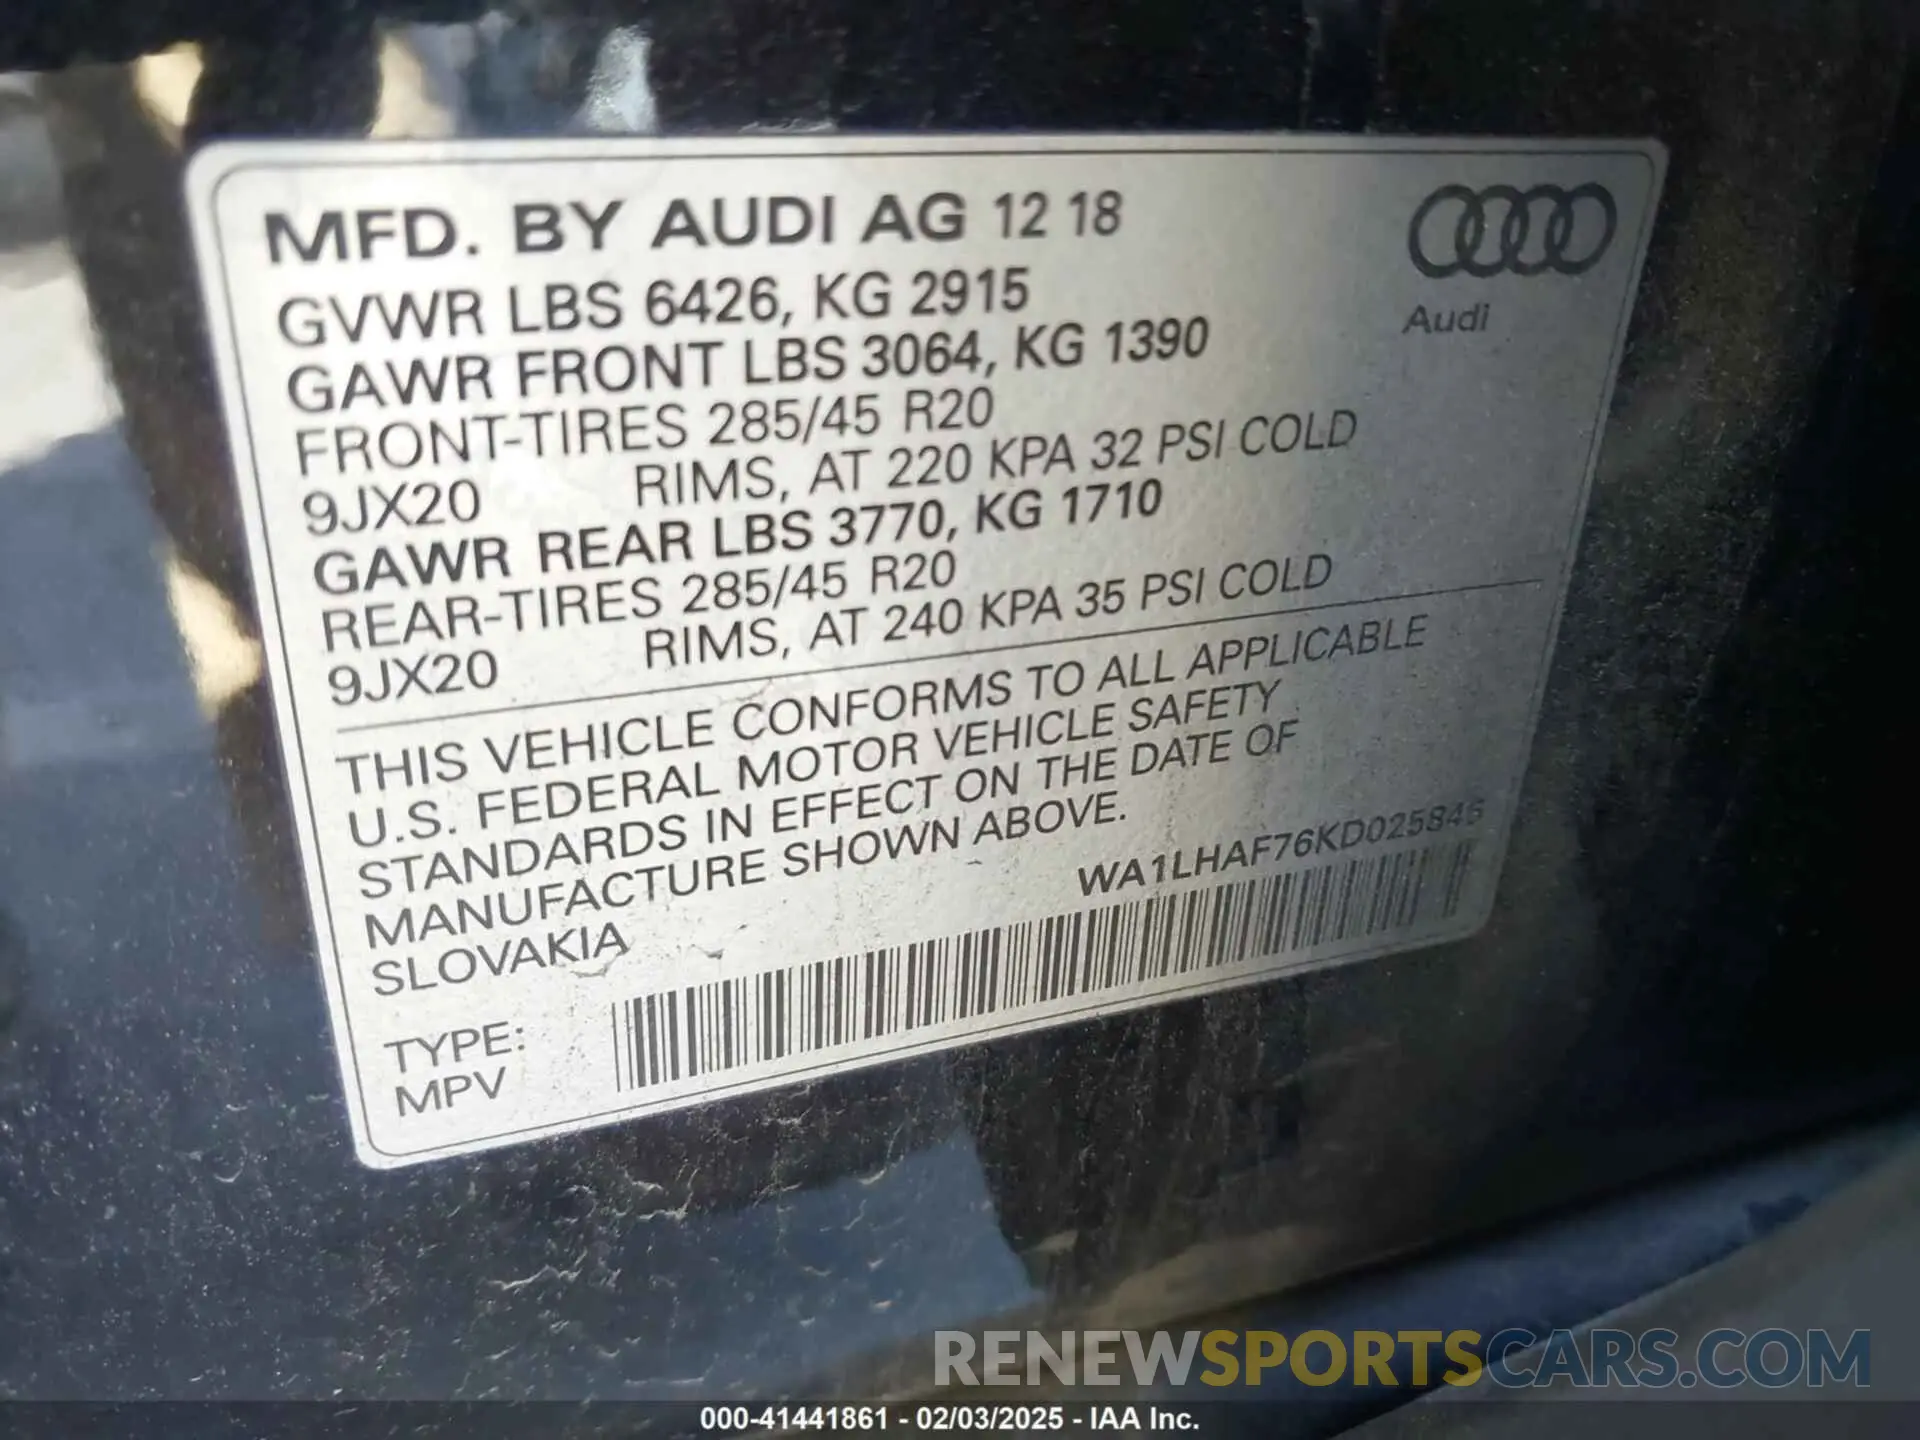 MFD. BY AUDI AG 12 18
GVWR LBS 6426, KG 2915
GAWR FRONT LBS 3064, KG 1390
FRONT-TIRES 285/45 R20
9JX20 RIMS, AT 220 KPA 32 PSI COLD
GAWR REAR LBS 3770, KG 1710
REAR-TIRES 285/45 R20
9JX20 RIMS, AT 240 KPA 35 PSI COLD
Audi
THIS VEHICLE CONFORMS TO ALL APPLICABLE
U.S. FEDERAL MOTOR VEHICLE SAFETY
STANDARDS IN EFFECT ON THE DATE OF
MANUFACTURE SHOWN ABOVE.
SLOVAKIA
WA1LHAF76KD025845
TYPE:
MPV
RENEWSPORTSCARS.COM
000-41441861 - 02/03/2025 - IAA Inc.